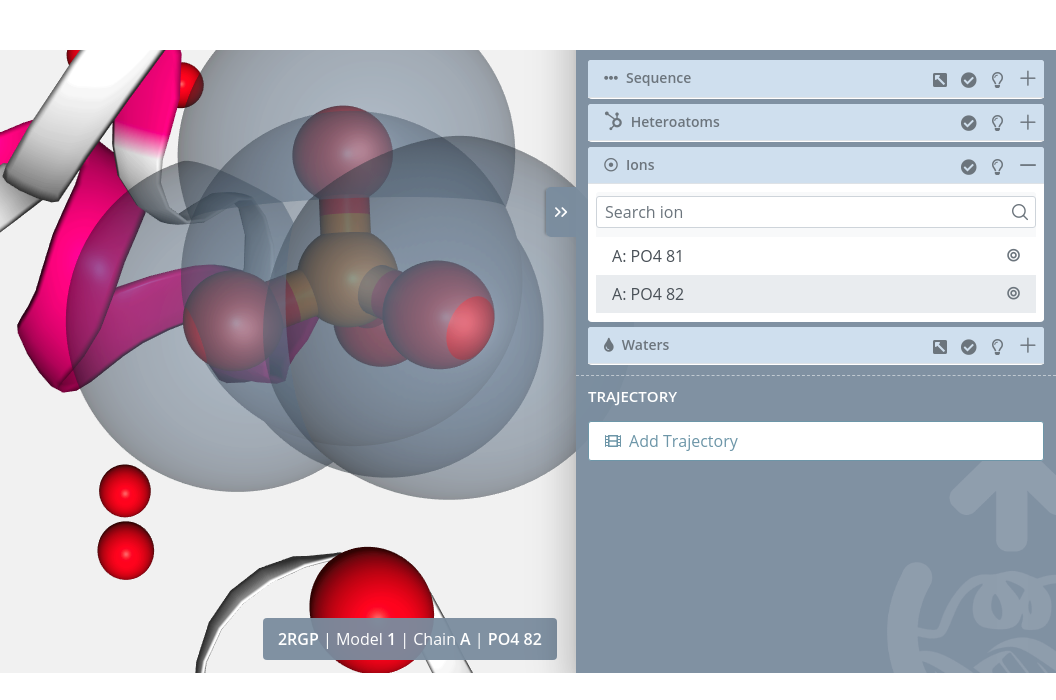 Sequence
Heteroatoms
Ions
Search ion
A: PO4 81
A: PO4 82
Waters
TRAJECTORY
Add Trajectory
2RGP | Model 1 | Chain A | PO4 82